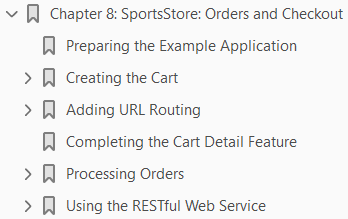 Chapter 8: SportsStore: Orders and Checkout
Preparing the Example Application
Creating the Cart
Adding URL Routing
Completing the Cart Detail Feature
Processing Orders
Using the RESTful Web Service